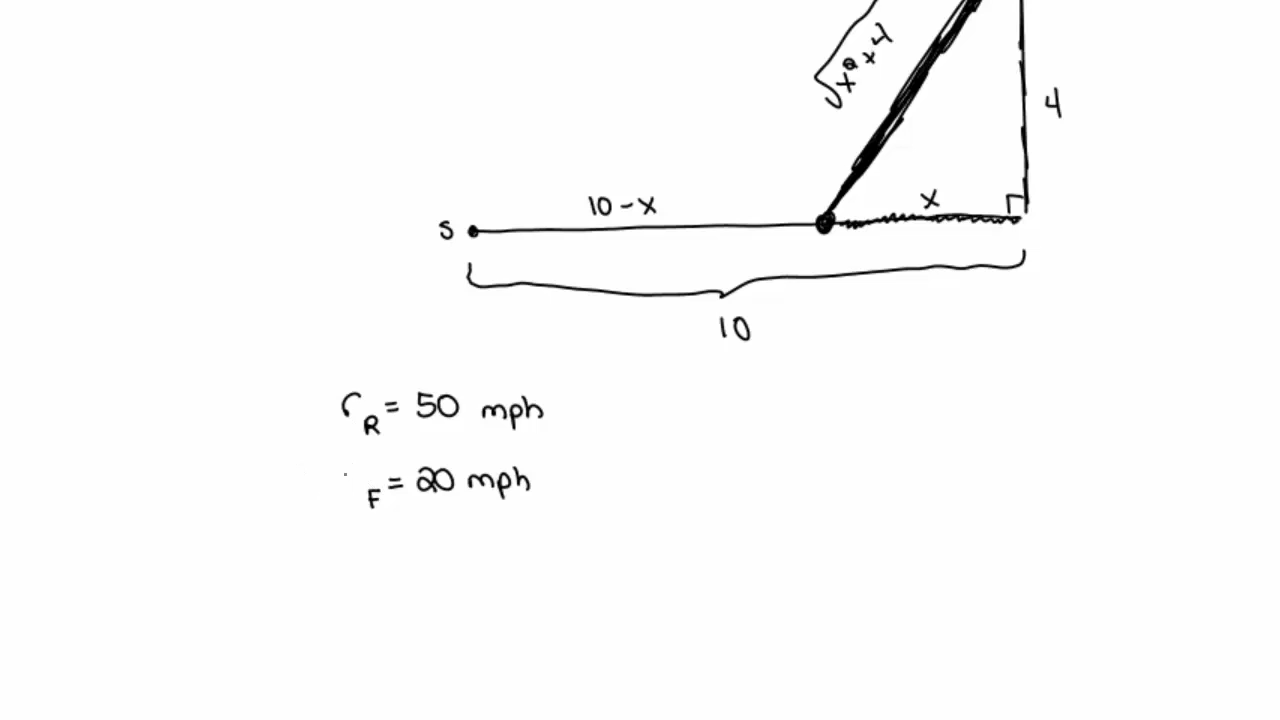 √x²+4
4
10-x
x
S
10
r_R = 50 mph
F = 20 mph